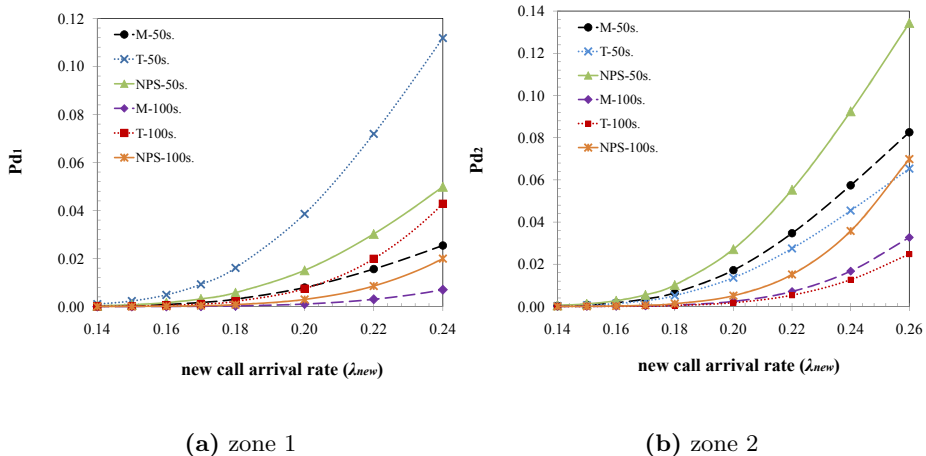 0.12
0.10
0.08
0.06
0.04
0.02
0.00
Pd1
M-50s.
T-50s.
NPS-50s.
M-100s.
T-100s.
NPS-100s.
0.14 0.16 0.18 0.20 0.22 0.24
new call arrival rate (λnew)
(a) zone 1
0.14
0.12
0.10
0.08
0.06
0.04
0.02
0.00
Pd2
M-50s.
T-50s.
NPS-50s.
M-100s.
T-100s.
NPS-100s.
0.14 0.16 0.18 0.20 0.22 0.24 0.26
new call arrival rate (λnew)
(b) zone 2